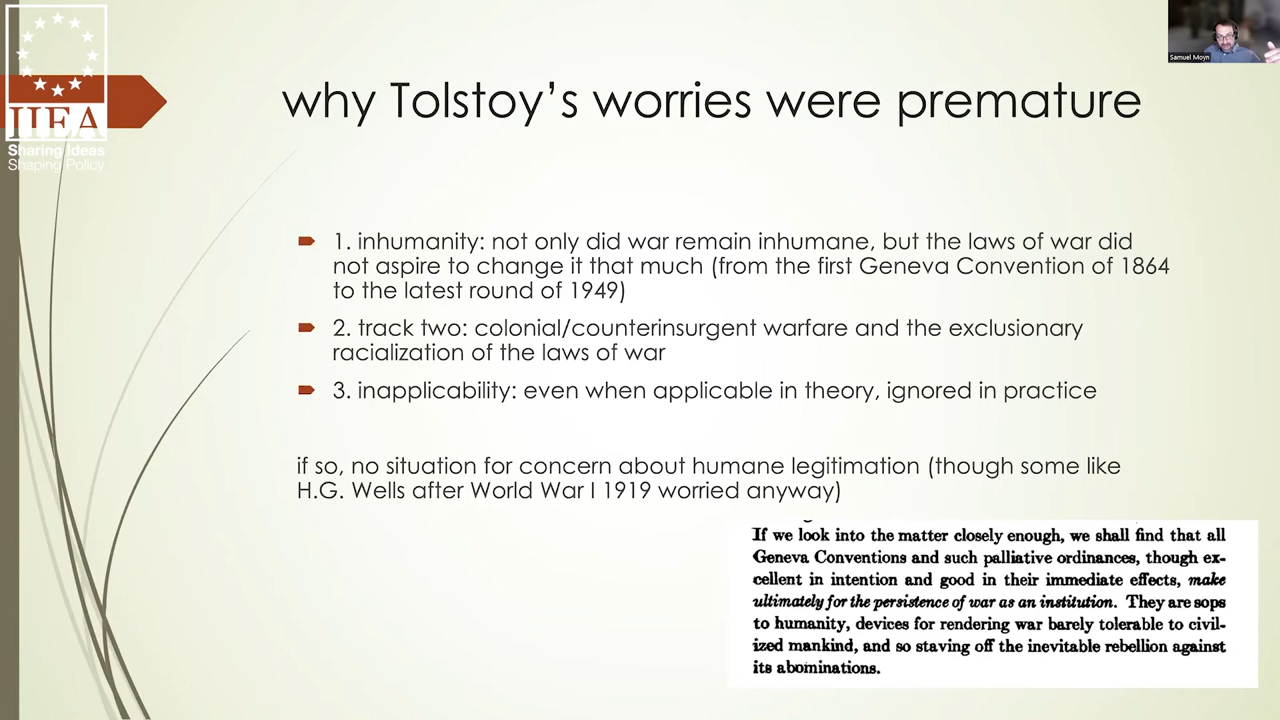 IIEA
Sharing Ideas
Shaping Policy
Samuel Moyn
why Tolstoy's worries were premature
1. inhumanity: not only did war remain inhumane, but the laws of war did
not aspire to change it that much (from the first Geneva Convention of 1864
to the latest round of 1949)
2. track two: colonial/counterinsurgent warfare and the exclusionary
racialization of the laws of war
3. inapplicability: even when applicable in theory, ignored in practice
if so, no situation for concern about humane legitimation (though some like
H.G. Wells after World War I 1919 worried anyway)
If we look into the matter closely enough, we shall find that all
Geneva Conventions and such palliative ordinances, though ex-
cellent in intention and good in their immediate effects, make
ultimately for the persistence of war as an institution. They are sops
to humanity, devices for rendering war barely tolerable to civil-
ized mankind, and so staving off the inevitable rebellion against
its abominations.